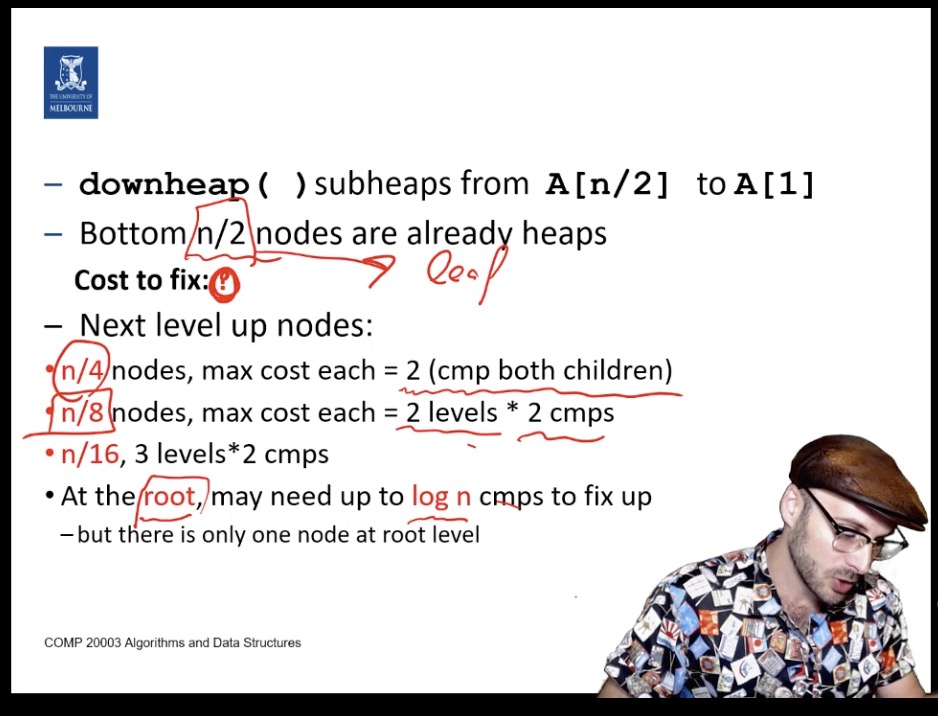 THE UNIVERSITY OF
MELBOURNE
– downheap( ) subheaps from A[n/2] to A[1]
– Bottom n/2 nodes are already heaps
leaf
Cost to fix: ?
– Next level up nodes:
• n/4 nodes, max cost each = 2 (cmp both children)
• n/8 nodes, max cost each = 2 levels * 2 cmps
• n/16, 3 levels*2 cmps
• At the root, may need up to log n cmps to fix up
– but there is only one node at root level
COMP 20003 Algorithms and Data Structures